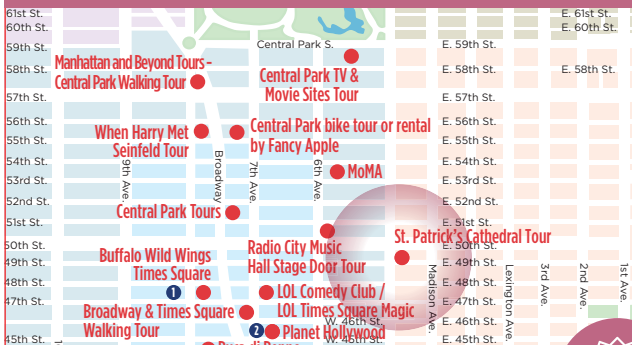 61st St.
60th St.
59th St.
58th St.
57th St.
56th St.
55th St.
54th St.
53rd St.
52nd St.
51st St.
50th St.
49th St.
48th St.
47th St.
45th St.
Central Park S.
E. 61st St.
E. 60th St.
E. 59th St.
E. 58th St.
E. 58th St.
E. 57th St.
E. 56th St.
E. 55th St.
E. 54th St.
E. 53rd St.
E. 52nd St.
E. 51st St.
E. 50th St.
E. 49th St.
E. 48th St.
E. 47th St.
E. 46th St.
E. 45th St.
W. 46th St.
9th Ave.
Broadway
7th Ave.
6th Ave.
Madison Ave.
Lexington Ave.
3rd Ave.
2nd Ave.
1st Ave.
Manhattan and Beyond Tours –
Central Park Walking Tour
Central Park TV &
Movie Sites Tour
When Harry Met
Seinfeld Tour
Central Park bike tour or rental
by Fancy Apple
MoMA
Central Park Tours
Radio City Music
Hall Stage Door Tour
St. Patrick's Cathedral Tour
Buffalo Wild Wings
Times Square
1
LOL Comedy Club /
LOL Times Square Magic
Broadway & Times Square
Walking Tour
2
Planet Hollywood